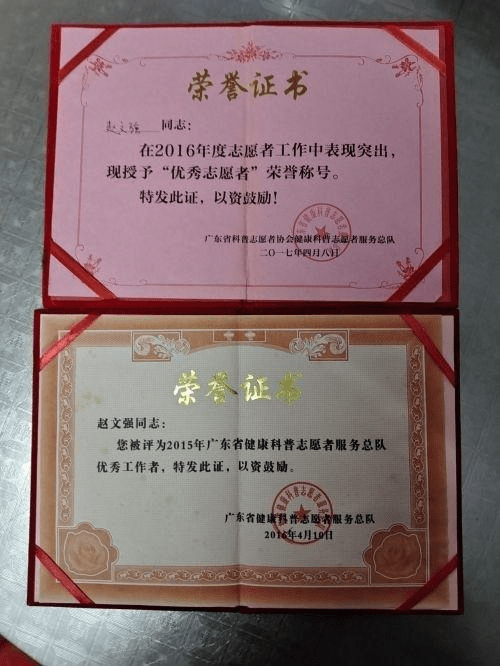 荣誉证书
赵文强 同志：
在2016年度志愿者工作中表现突出，
现授予“优秀志愿者”荣誉称号。
特发此证，以资鼓励！
广东省科普志愿者协会健康科普志愿者服务总队
二〇一七年四月八日
荣誉证书
赵文强同志：
您被评为2015年广东省健康科普志愿者服务总队
优秀工作者，特发此证，以资鼓励。
广东省健康科普志愿者服务总队
2016年4月10日